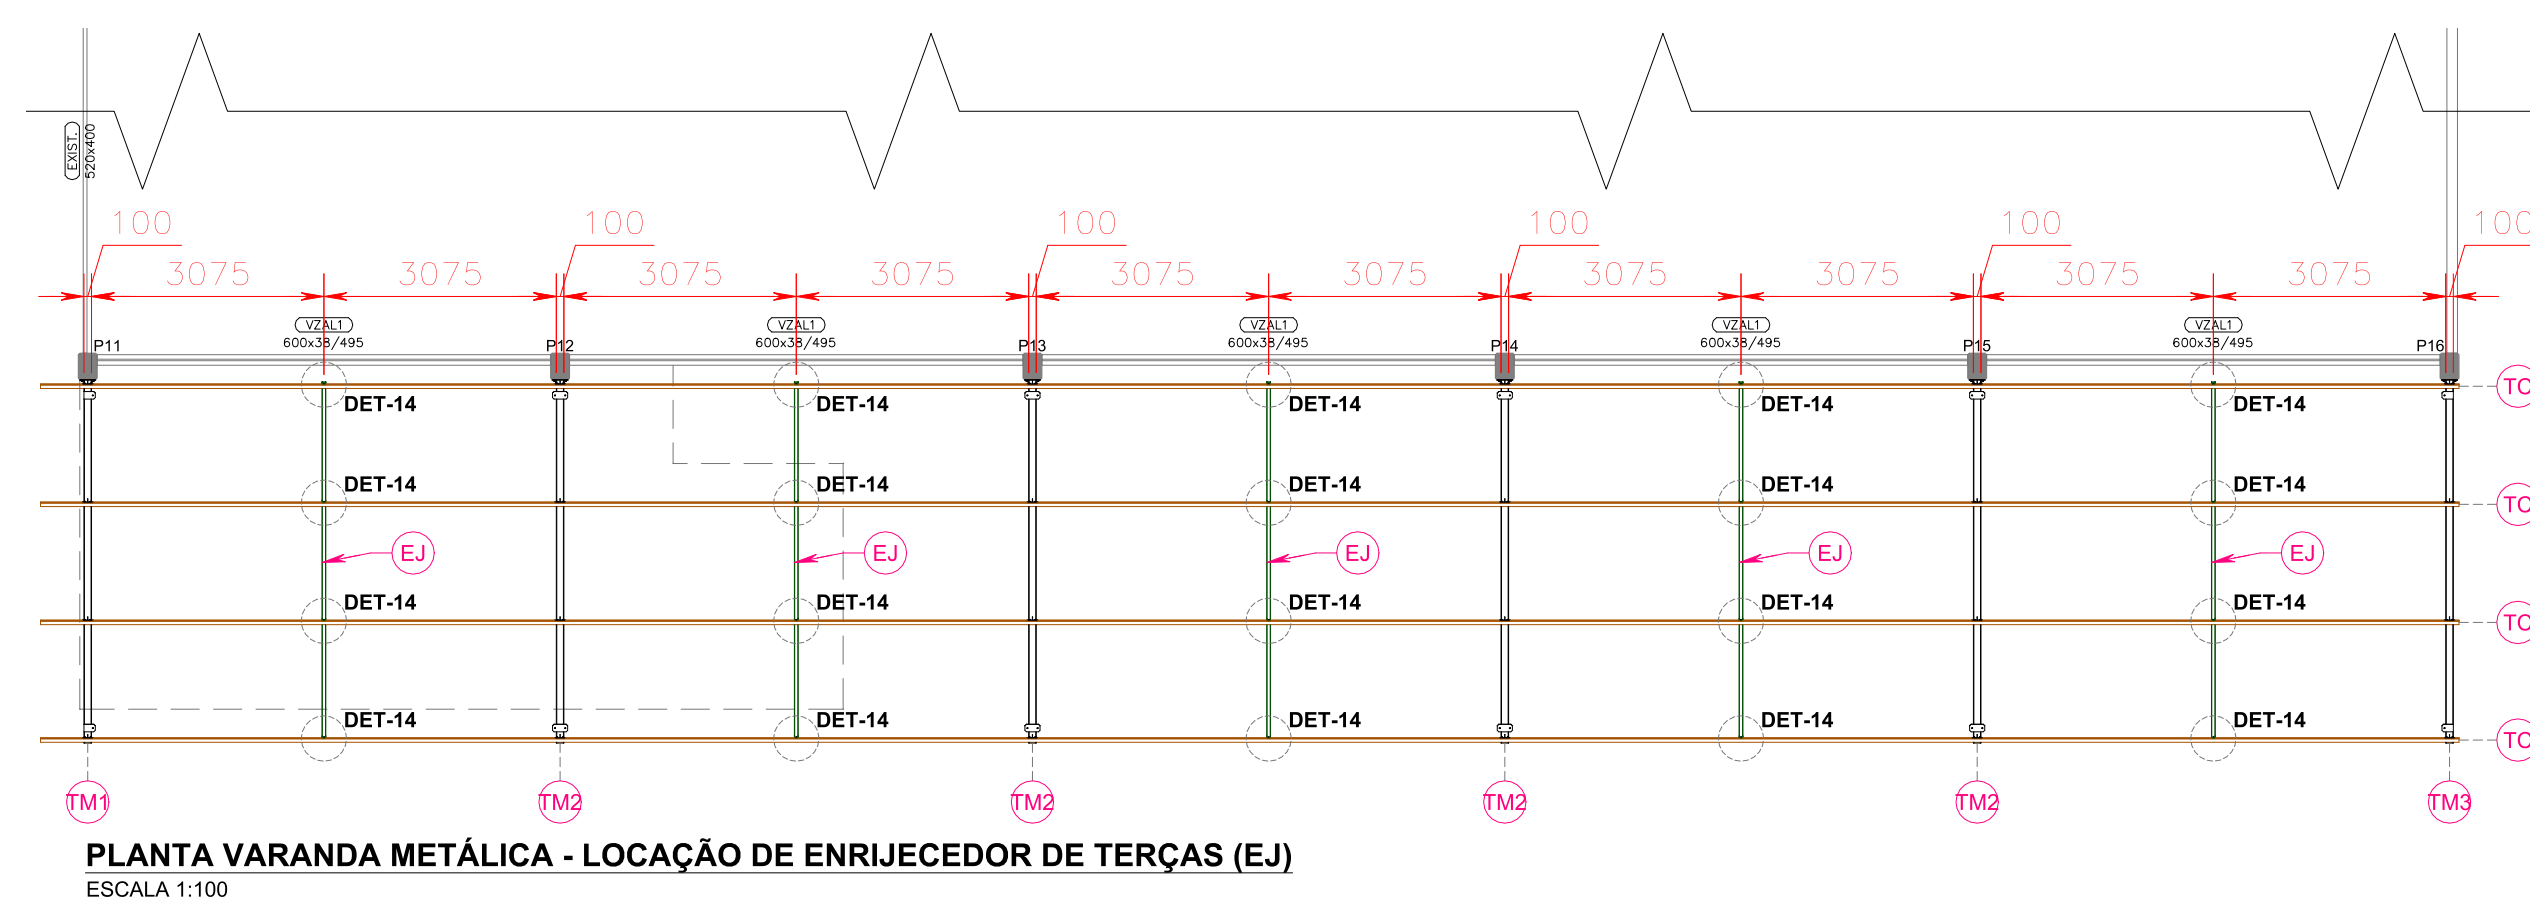 EXIST.
520x400
100 100 100 100 100 100
3075 3075 3075 3075 3075 3075 3075 3075 3075 3075
VZAL1 VZAL1 VZAL1 VZAL1 VZAL1
600x38/495 600x38/495 600x38/495 600x38/495 600x38/495
P11 P12 P13 P14 P15 P16
TC
DET-14 DET-14 DET-14 DET-14 DET-14
DET-14 DET-14 DET-14 DET-14 DET-14
TC
EJ EJ EJ EJ EJ
DET-14 DET-14 DET-14 DET-14 DET-14
TC
DET-14 DET-14 DET-14 DET-14 DET-14
TC
TM1 TM2 TM2 TM2 TM2 TM3
PLANTA VARANDA METÁLICA - LOCAÇÃO DE ENRIJECEDOR DE TERÇAS (EJ)
ESCALA 1:100